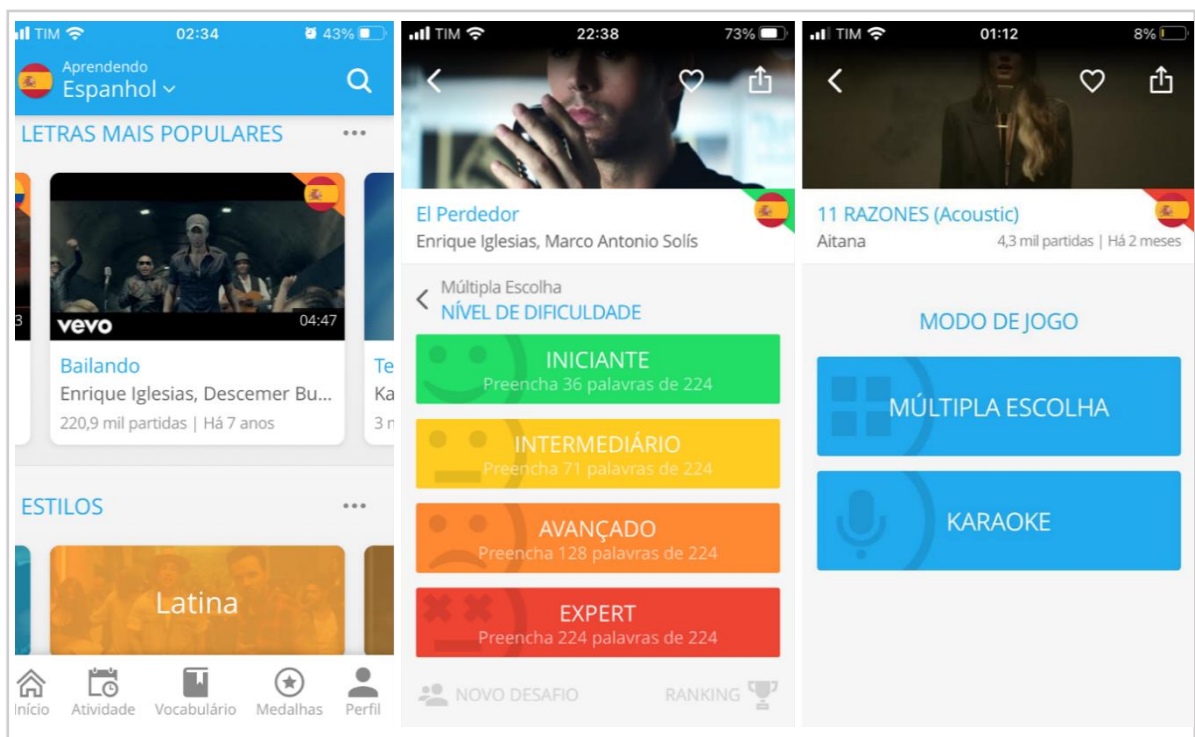 TIM 02:34 43%
Aprendendo
Espanhol
LETRAS MAIS POPULARES
3
vevo 04:47
Bailando
Enrique Iglesias, Descemer Bu...
220,9 mil partidas | Há 7 anos
Te
Ka
3 m
ESTILOS
Latina
Início Atividade Vocabulário Medalhas Perfil
TIM 22:38 73%
El Perdedor
Enrique Iglesias, Marco Antonio Solís
Múltipla Escolha
NÍVEL DE DIFICULDADE
INICIANTE
Preencha 36 palavras de 224
INTERMEDIÁRIO
Preencha 71 palavras de 224
AVANÇADO
Preencha 128 palavras de 224
EXPERT
Preencha 224 palavras de 224
NOVO DESAFIO RANKING
TIM 01:12 8%
11 RAZONES (Acoustic)
Aitana 4,3 mil partidas | Há 2 meses
MODO DE JOGO
MÚLTIPLA ESCOLHA
KARAOKE